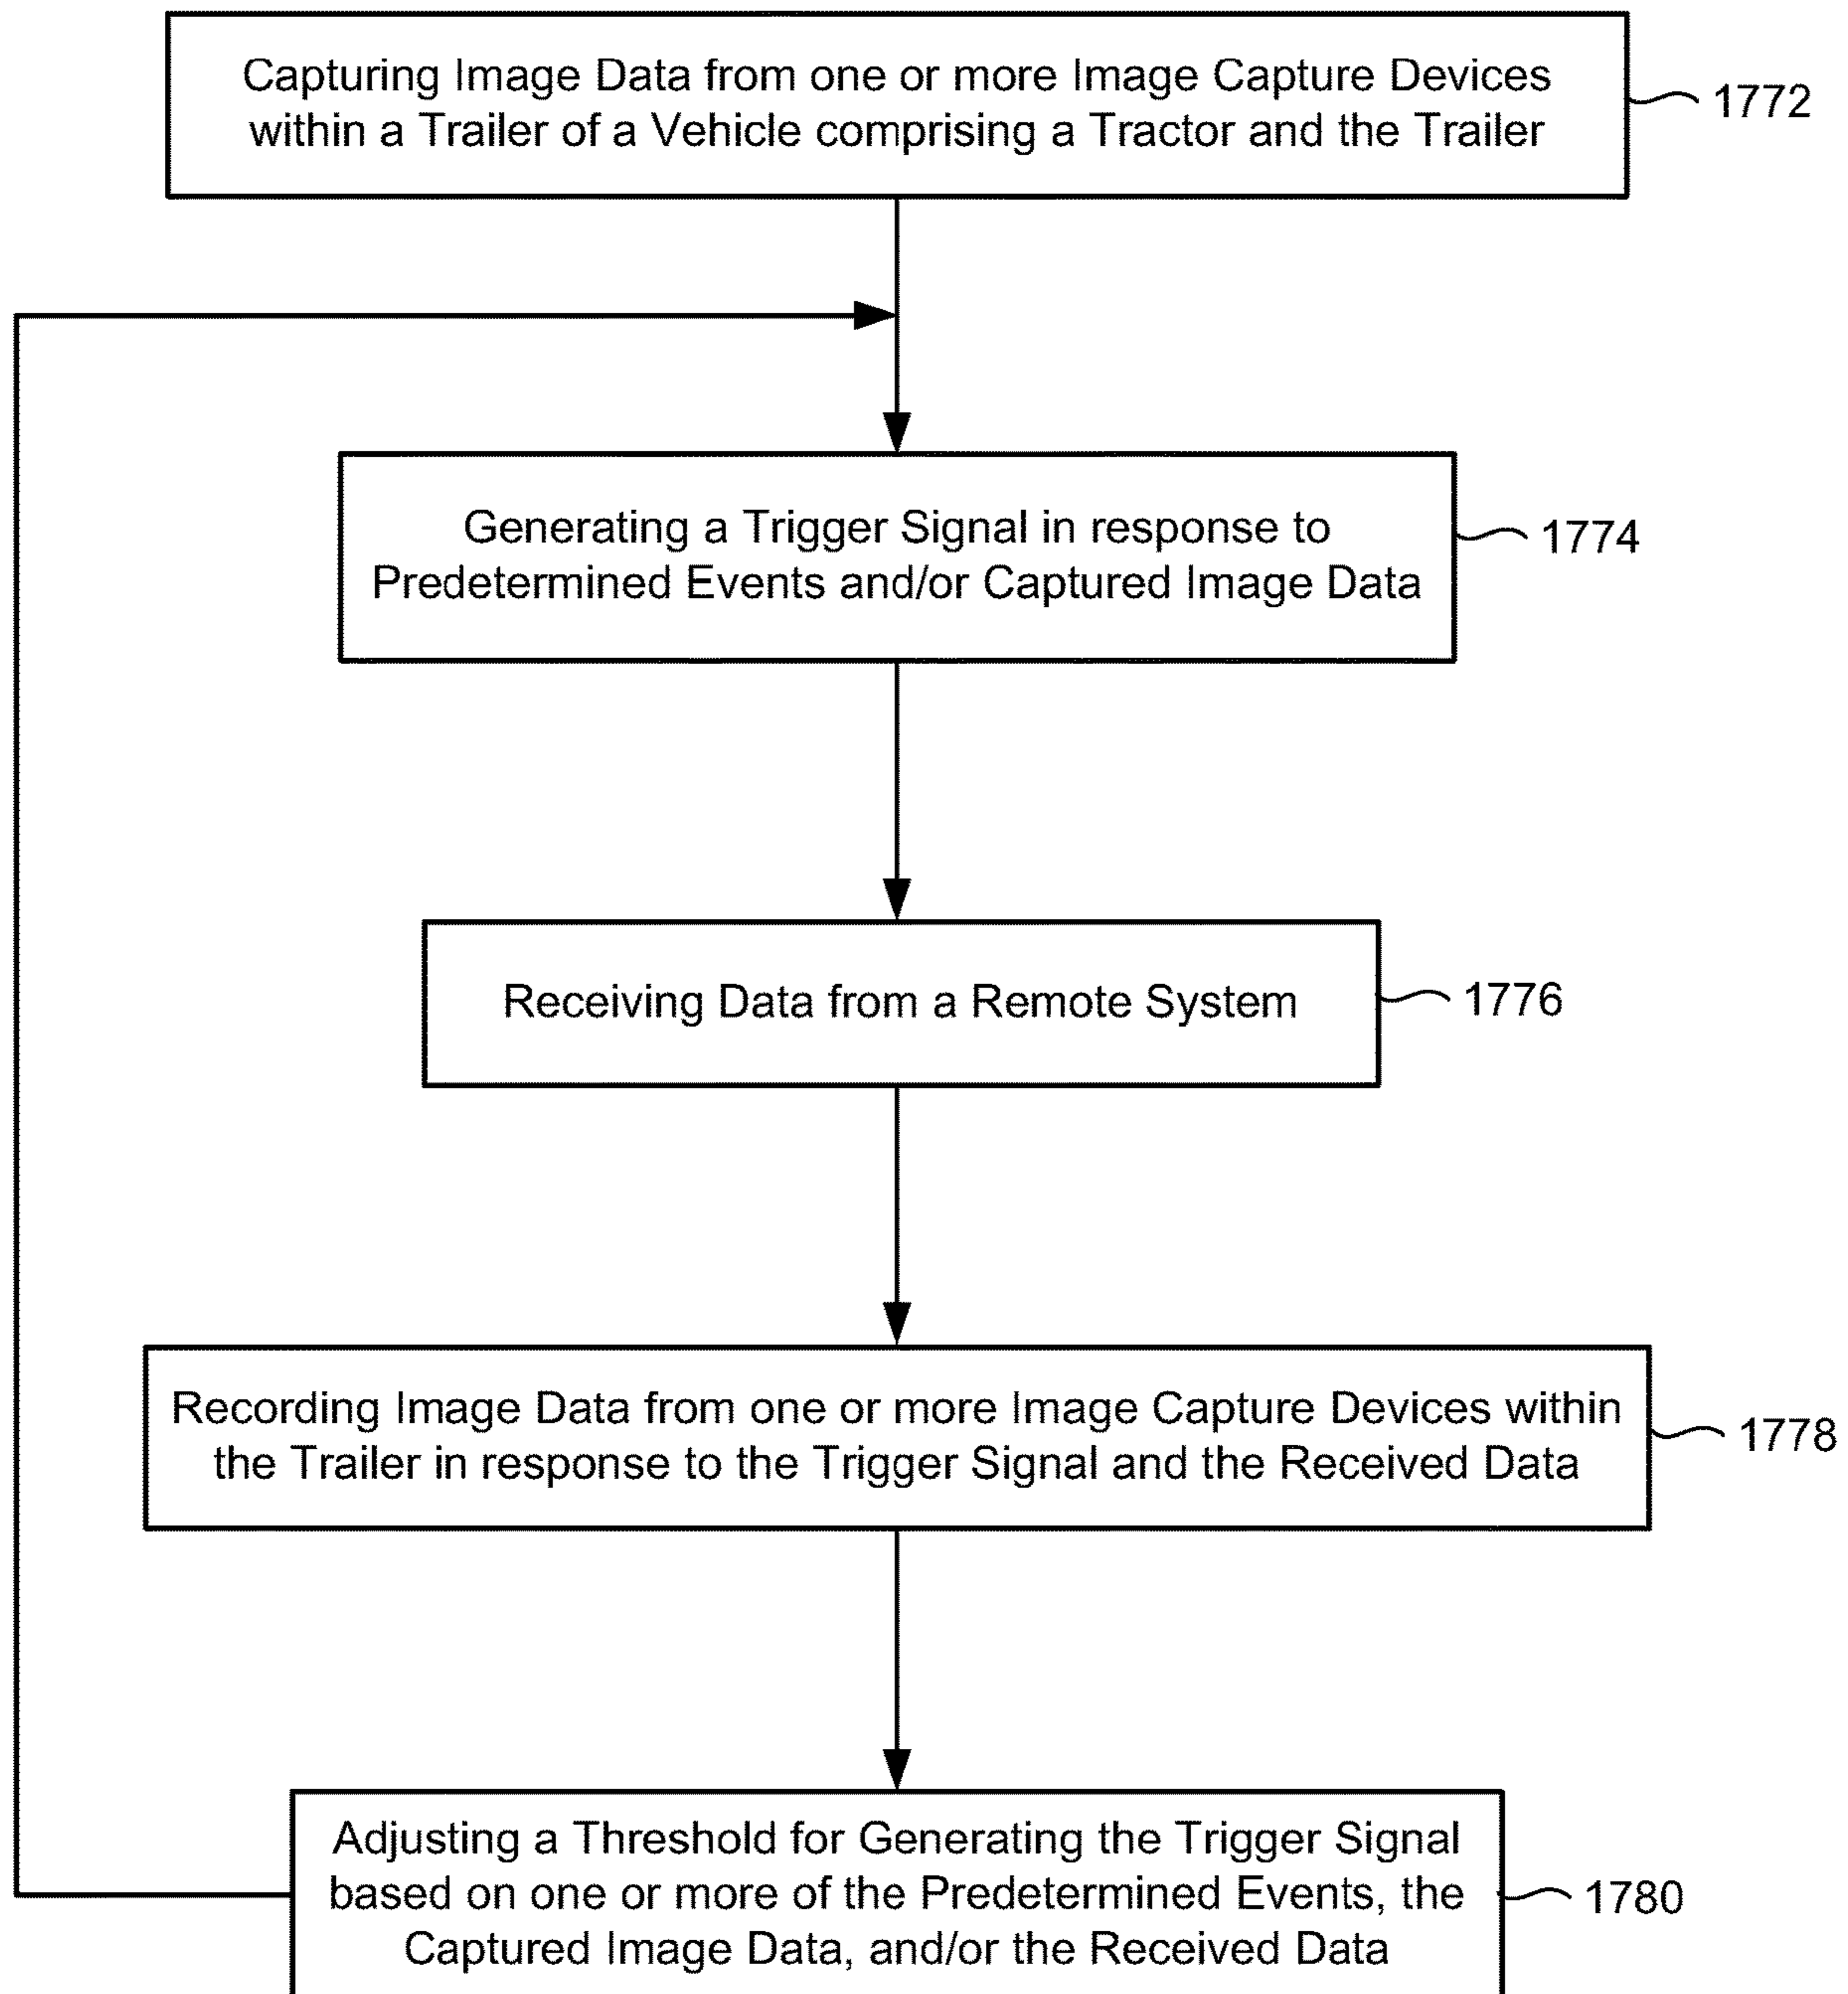 Capturing Image Data from one or more Image Capture Devices
within a Trailer of a Vehicle comprising a Tractor and the Trailer
1772
Generating a Trigger Signal in response to
Predetermined Events and/or Captured Image Data
1774
Receiving Data from a Remote System
1776
Recording Image Data from one or more Image Capture Devices within
the Trailer in response to the Trigger Signal and the Received Data
1778
Adjusting a Threshold for Generating the Trigger Signal
based on one or more of the Predetermined Events, the
Captured Image Data, and/or the Received Data
1780